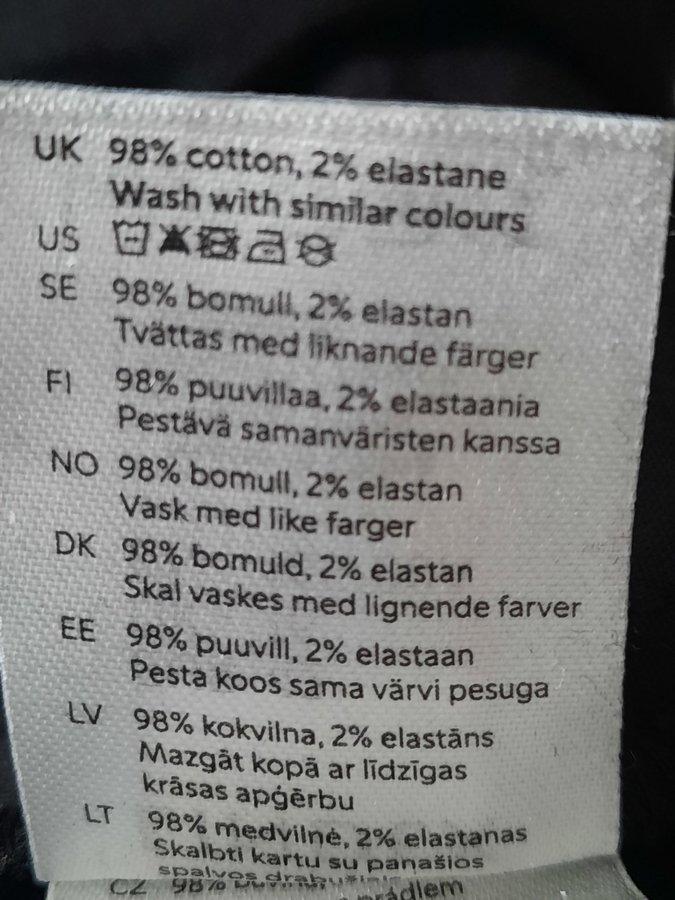 UK 98% cotton, 2% elastane
Wash with similar colours
US
SE 98% bomull, 2% elastan
Tvättas med liknande färger
FI 98% puuvillaa, 2% elastaania
Pestävä samanväristen kanssa
NO 98% bomull, 2% elastan
Vask med like farger
DK 98% bomuld, 2% elastan
Skal vaskes med lignende farver
EE 98% puuvill, 2% elastaan
Pesta koos sama värvi pesuga
LV 98% kokvilna, 2% elastāns
Mazgāt kopā ar līdzīgas
krāsas apģērbu
LT 98% medvilnė, 2% elastanas
Skalbti kartu su panašios
spalvos
CZ 98%